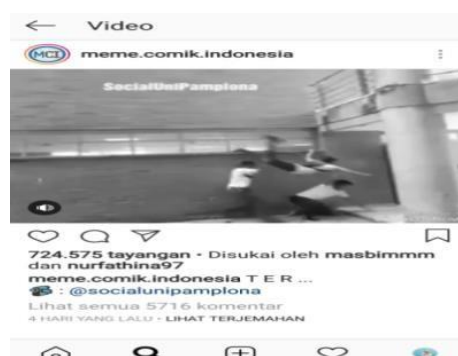 Video
MCI
meme.comik.indonesia
SocialUniPamplona
724.575 tayangan • Disukai oleh masbimmm
dan nurfathina97
meme.comik.indonesia T E R ...
: @socialunipamplona
Lihat semua 5716 komentar
4 HARI YANG LALU • LIHAT TERJEMAHAN